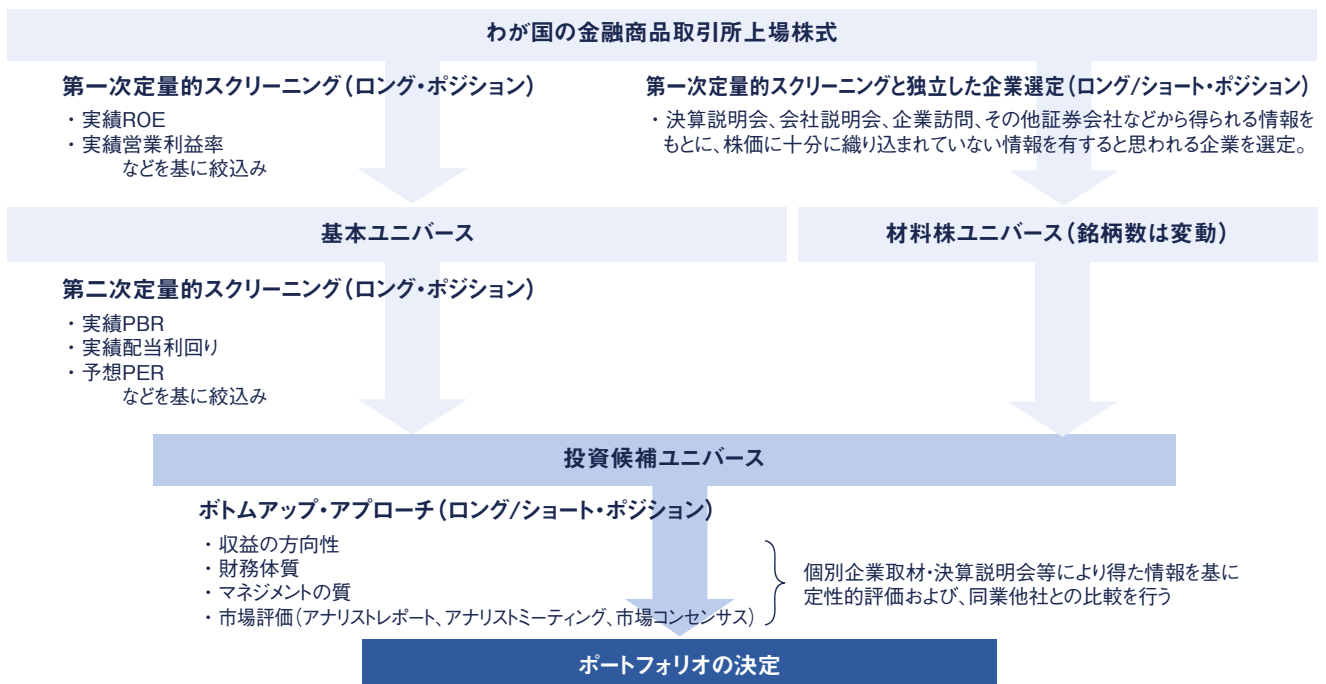 わが国の金融商品取引所上場株式
第一次定量的スクリーニング(ロング・ポジション)
・実績ROE
・実績営業利益率
などを基に絞込み
第一次定量的スクリーニングと独立した企業選定(ロング/ショート・ポジション)
・決算説明会、会社説明会、企業訪問、その他証券会社などから得られる情報を
もとに、株価に十分に織り込まれていない情報を有すると思われる企業を選定。
基本ユニバース
材料株ユニバース(銘柄数は変動)
第二次定量的スクリーニング(ロング・ポジション)
・実績PBR
・実績配当利回り
・予想PER
などを基に絞込み
投資候補ユニバース
ボトムアップ・アプローチ(ロング/ショート・ポジション)
・収益の方向性
・財務体質
・マネジメントの質
・市場評価(アナリストレポート、アナリストミーティング、市場コンセンサス)
個別企業取材・決算説明会等により得た情報を基に
定性的評価および、同業他社との比較を行う
ポートフォリオの決定